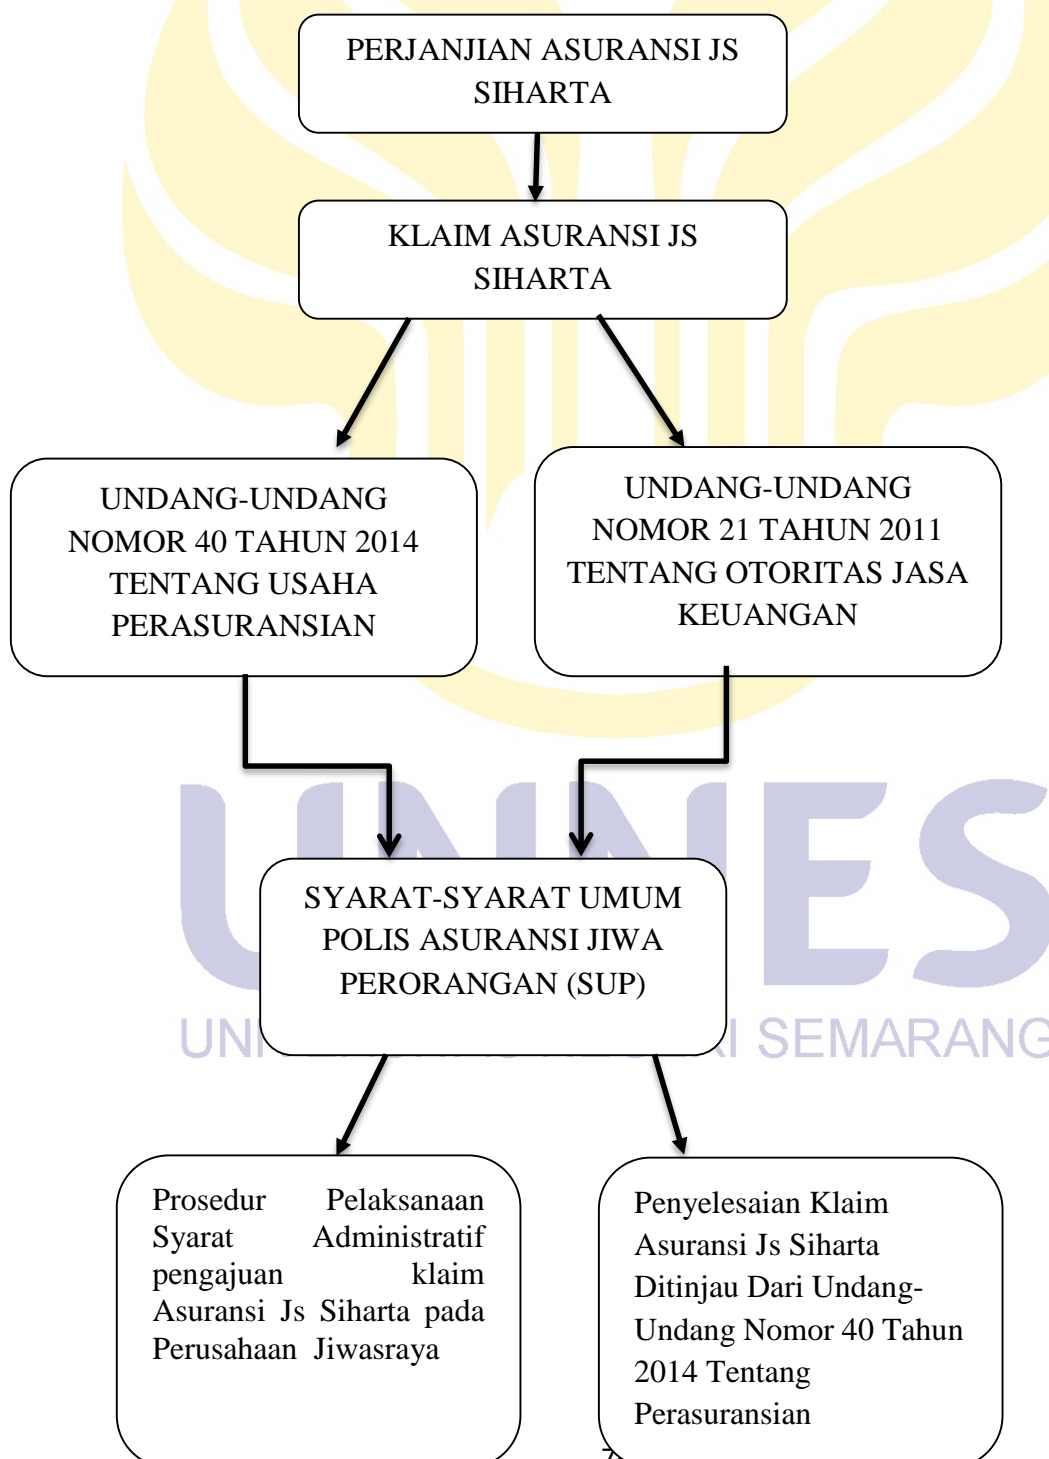 PERJANJIAN ASURANSI JS
SIHARTA
KLAIM ASURANSI JS
SIHARTA
UNDANG-UNDANG
NOMOR 40 TAHUN 2014
TENTANG USAHA
PERASURANSIAN
UNDANG-UNDANG
NOMOR 21 TAHUN 2011
TENTANG OTORITAS JASA
KEUANGAN
UNNES
SYARAT-SYARAT UMUM
POLIS ASURANSI JIWA
PERORANGAN (SUP)
SEMARANG
Prosedur Pelaksanaan
Syarat Administratif
pengajuan klaim
Asuransi Js Siharta pada
Perusahaan Jiwasraya
Penyelesaian Klaim
Asuransi Js Siharta
Ditinjau Dari Undang-
Undang Nomor 40 Tahun
2014 Tentang
Perasuransian